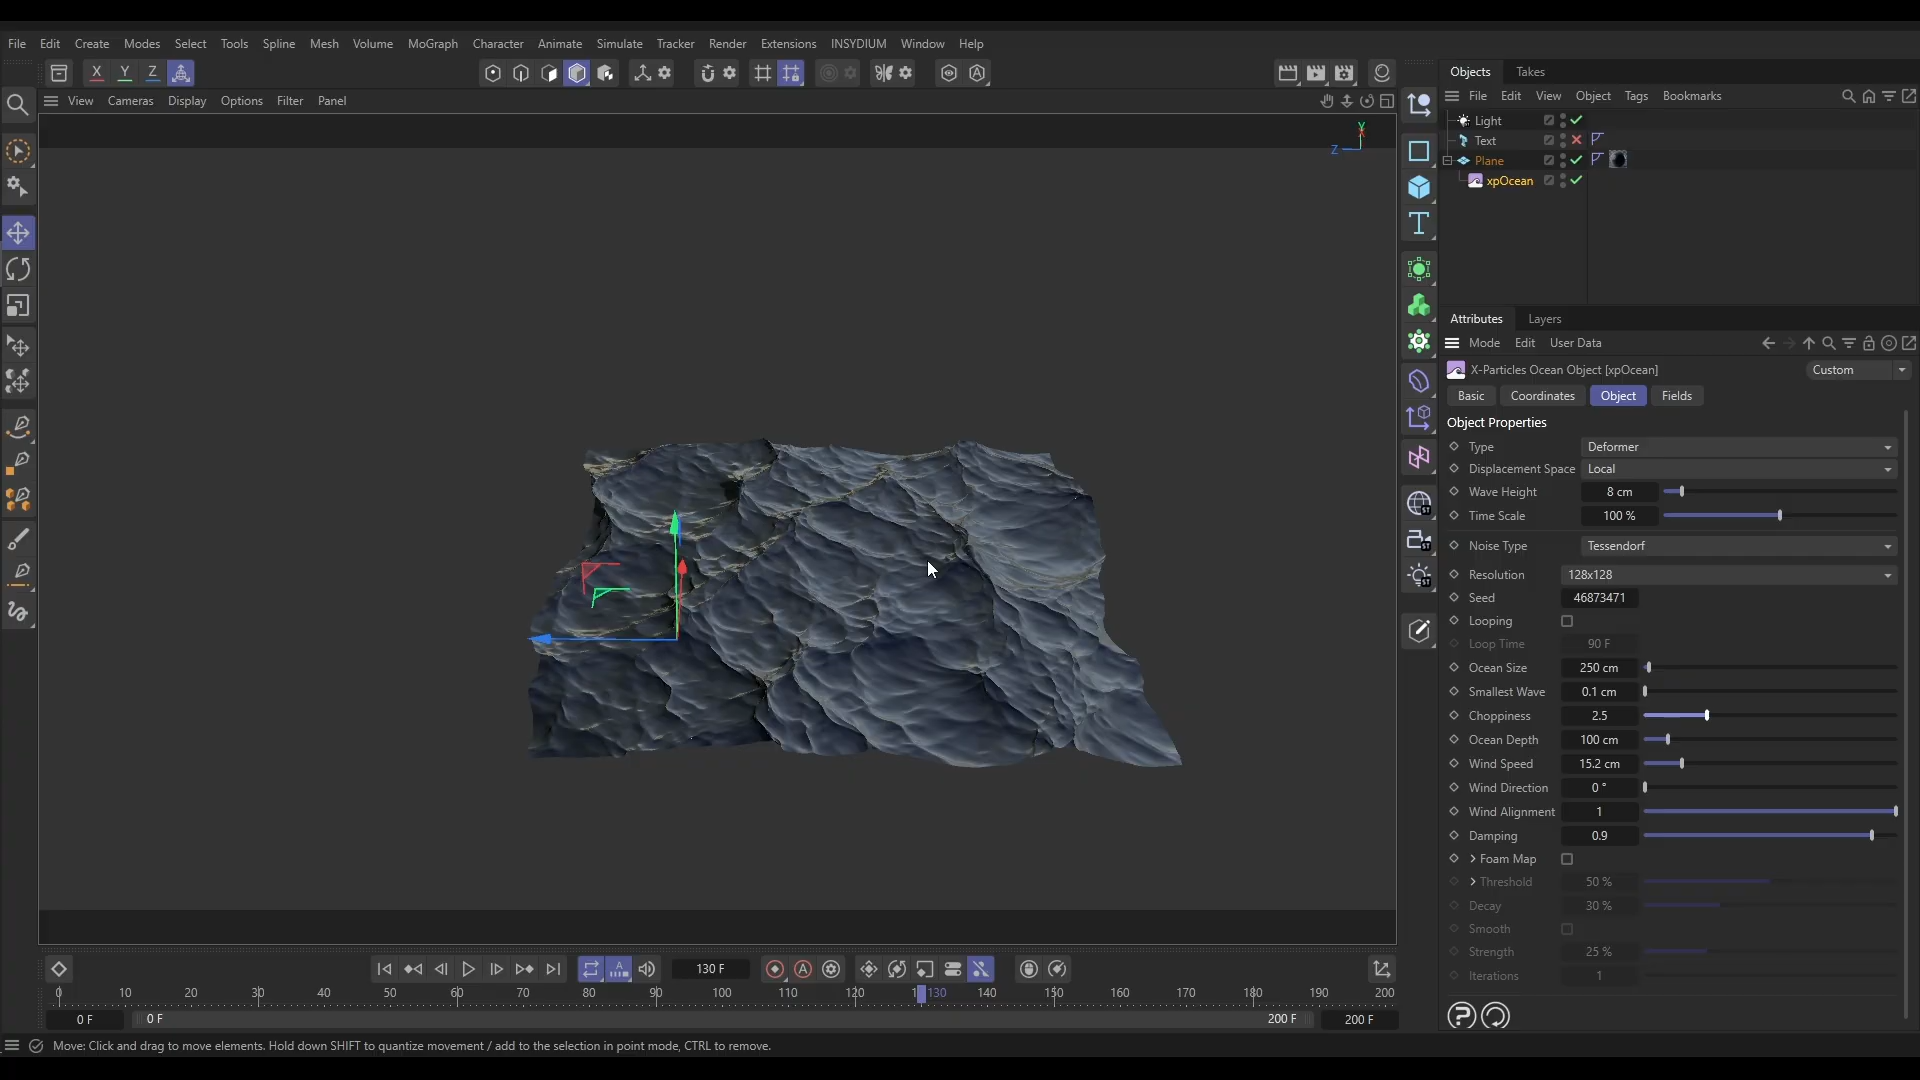 File Edit Create Modes Select Tools Spline Mesh Volume MoGraph Character Animate Simulate Tracker Render Extensions INSYDIUM Window Help
X Y Z
View Cameras Display Options Filter Panel
Y
X
Z
Objects Takes
File Edit View Object Tags Bookmarks
Light
Text
Plane
xpOcean
Attributes Layers
Mode Edit User Data
X-Particles Ocean Object [xpOcean] Custom
Basic Coordinates Object Fields
Object Properties
Type Deformer
Displacement Space Local
Wave Height 8 cm
Time Scale 100 %
Noise Type Tessendorf
Resolution 128x128
Seed 46873471
Looping
Loop Time 90 F
Ocean Size 250 cm
Smallest Wave 0.1 cm
Choppiness 2.5
Ocean Depth 100 cm
Wind Speed 15.2 cm
Wind Direction 0 °
Wind Alignment 1
Damping 0.9
Foam Map
Threshold 50 %
Decay 30 %
Smooth
Strength 25 %
Iterations 1
130 F
0 10 20 30 40 50 60 70 80 90 100 110 120 130 140 150 160 170 180 190 200
0 F 0 F 200 F 200 F
Move: Click and drag to move elements. Hold down SHIFT to quantize movement / add to the selection in point mode, CTRL to remove.